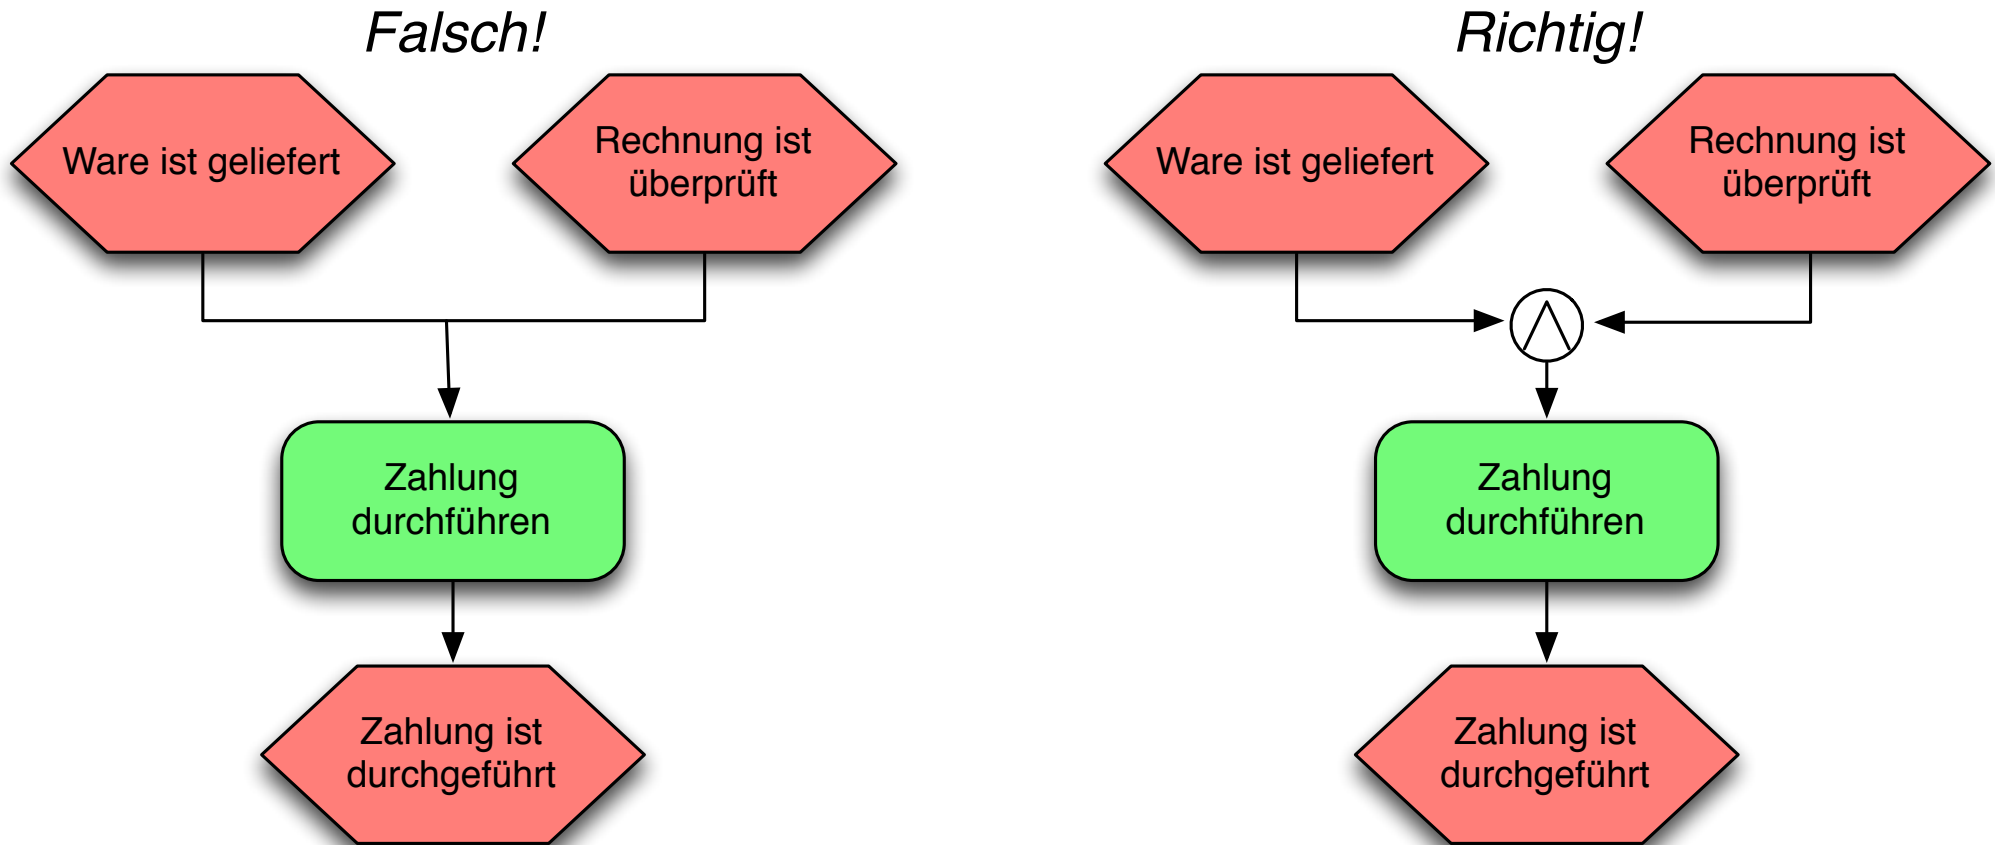 Falsch!
Ware ist geliefert
Rechnung ist
überprüft
Zahlung
durchführen
Zahlung ist
durchgeführt
Richtig!
Ware ist geliefert
Rechnung ist
überprüft
Zahlung
durchführen
Zahlung ist
durchgeführt